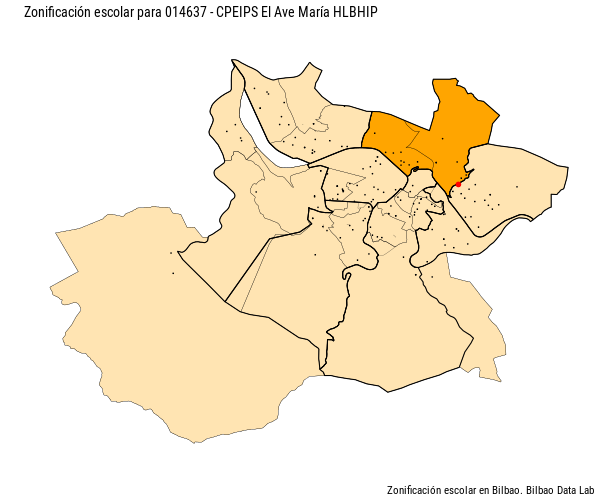 Zonificación escolar para 014637 - CPEIPS El Ave María HLBHIP
Zonificación escolar en Bilbao. Bilbao Data Lab